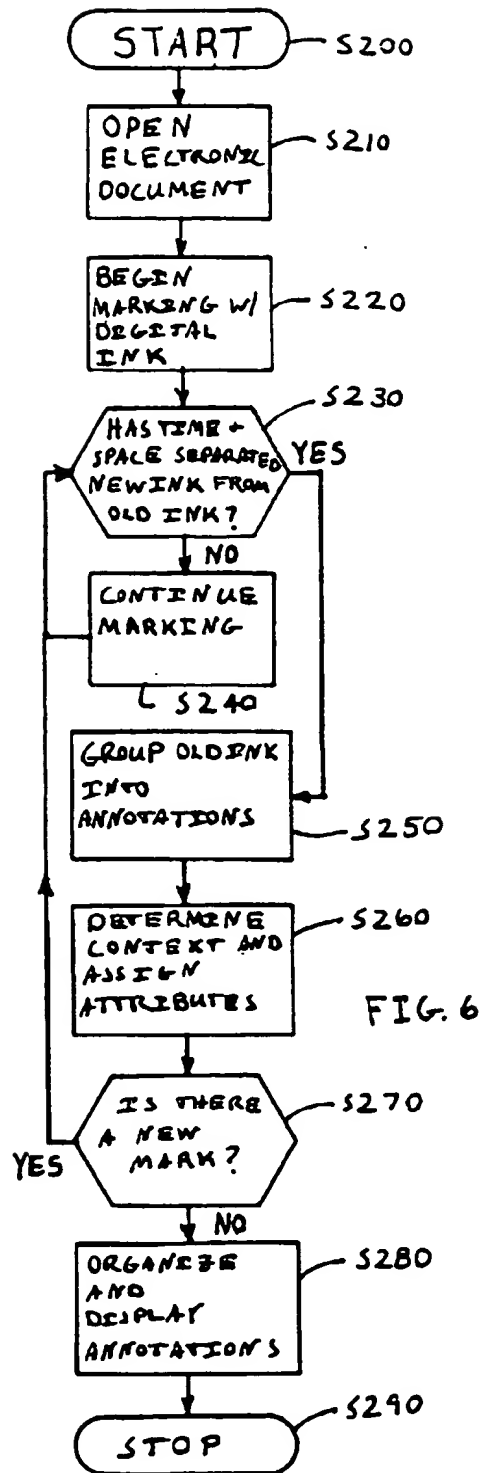 START
S200
OPEN
ELECTRONIC
DOCUMENT
S210
BEGIN
MARKING W/
DIGITAL
INK
S220
S230
HAS TIME +
SPACE SEPARATED
NEW INK FROM
OLD INK?
YES
NO
CONTINUE
MARKING
S240
GROUP OLD INK
INTO
ANNOTATIONS
S250
DETERMINE
CONTEXT AND
ASSIGN
ATTRIBUTES
S260
FIG. 6
IS THERE
A NEW
MARK?
S270
YES
NO
ORGANIZE
AND
DISPLAY
ANNOTATIONS
S280
STOP
S290